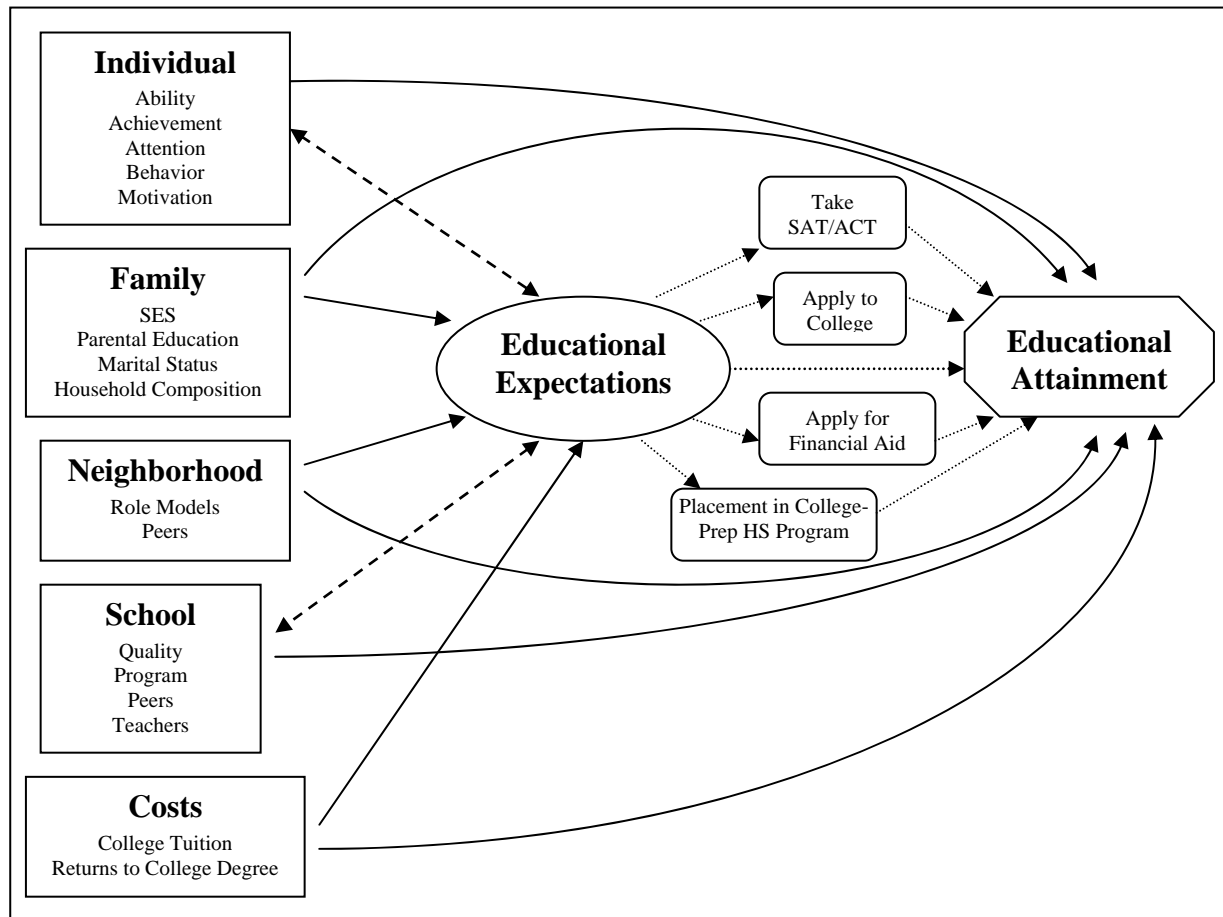 Individual
Ability
Achievement
Attention
Behavior
Motivation
Family
SES
Parental Education
Marital Status
Household Composition
Neighborhood
Role Models
Peers
School
Quality
Program
Peers
Teachers
Costs
College Tuition
Returns to College Degree
Educational
Expectations
Take
SAT/ACT
Apply to
College
Apply for
Financial Aid
Placement in College-
Prep HS Program
Educational
Attainment